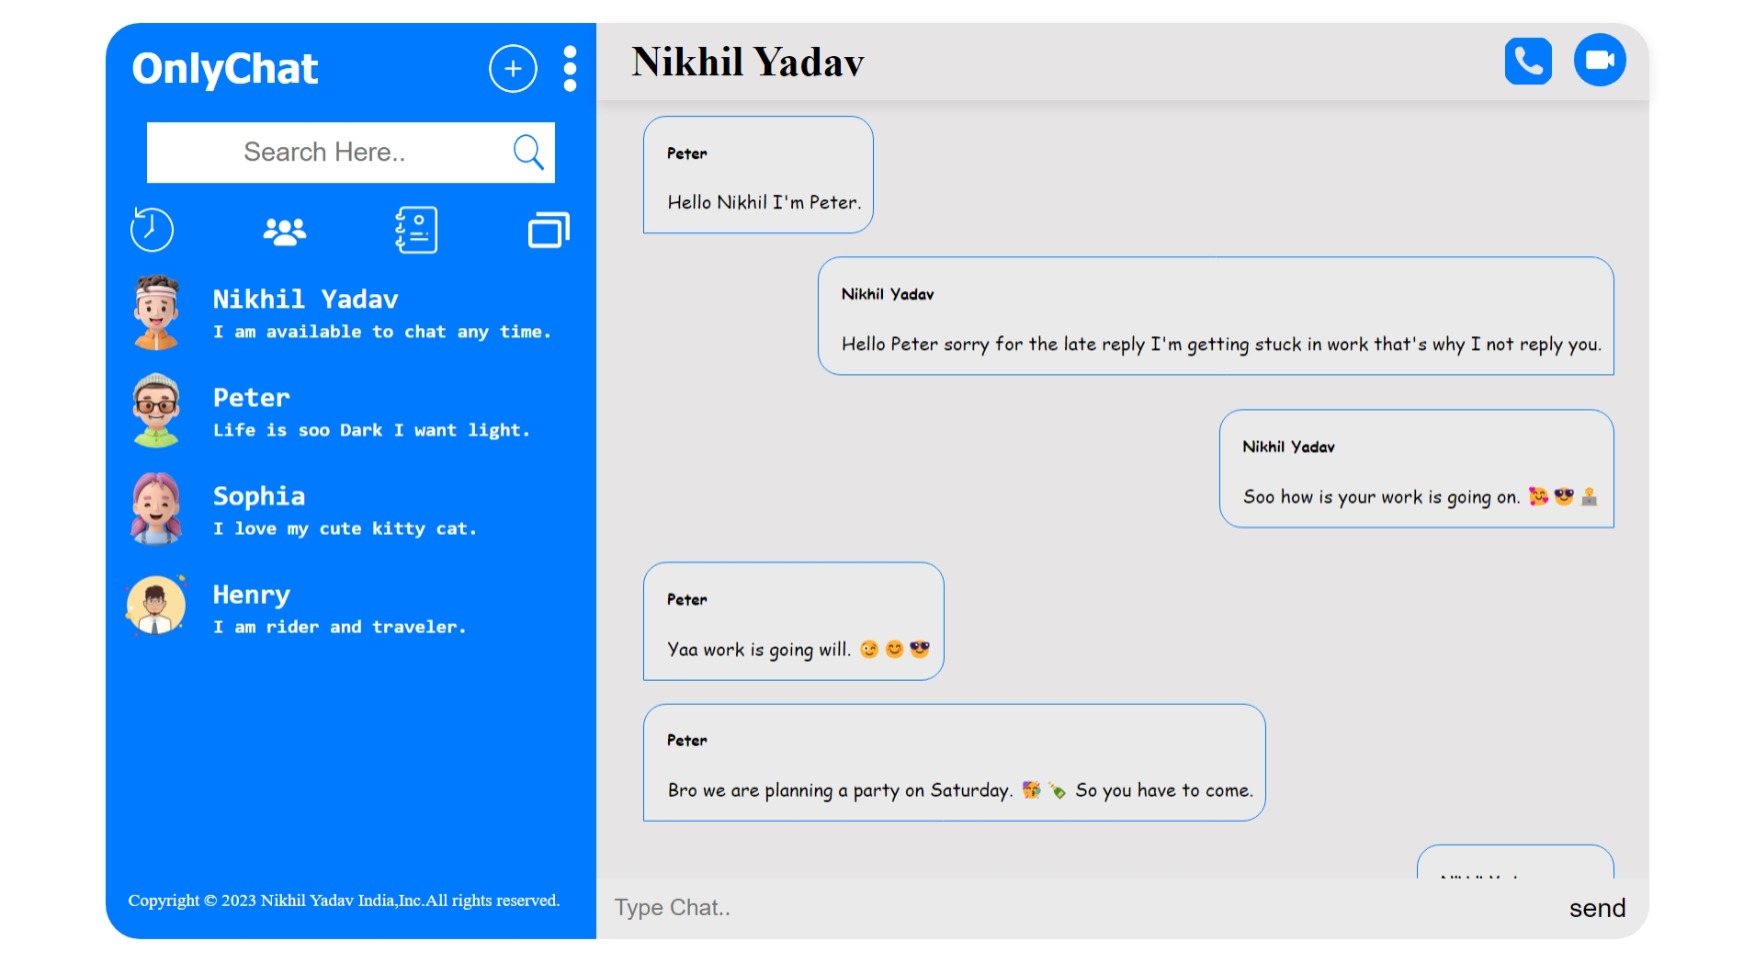 OnlyChat
Search Here..
Nikhil Yadav
I am available to chat any time.
Peter
Life is soo Dark I want light.
Sophia
I love my cute kitty cat.
Henry
I am rider and traveler.
Copyright © 2023 Nikhil Yadav India,Inc.All rights reserved.
Nikhil Yadav
Peter
Hello Nikhil I'm Peter.
Nikhil Yadav
Hello Peter sorry for the late reply I'm getting stuck in work that's why I not reply you.
Nikhil Yadav
Soo how is your work is going on. 🥰 😎 👨‍💻
Peter
Yaa work is going will. 😉 😊 😎
Peter
Bro we are planning a party on Saturday. 🥳 🍾 So you have to come.
Type Chat..
send